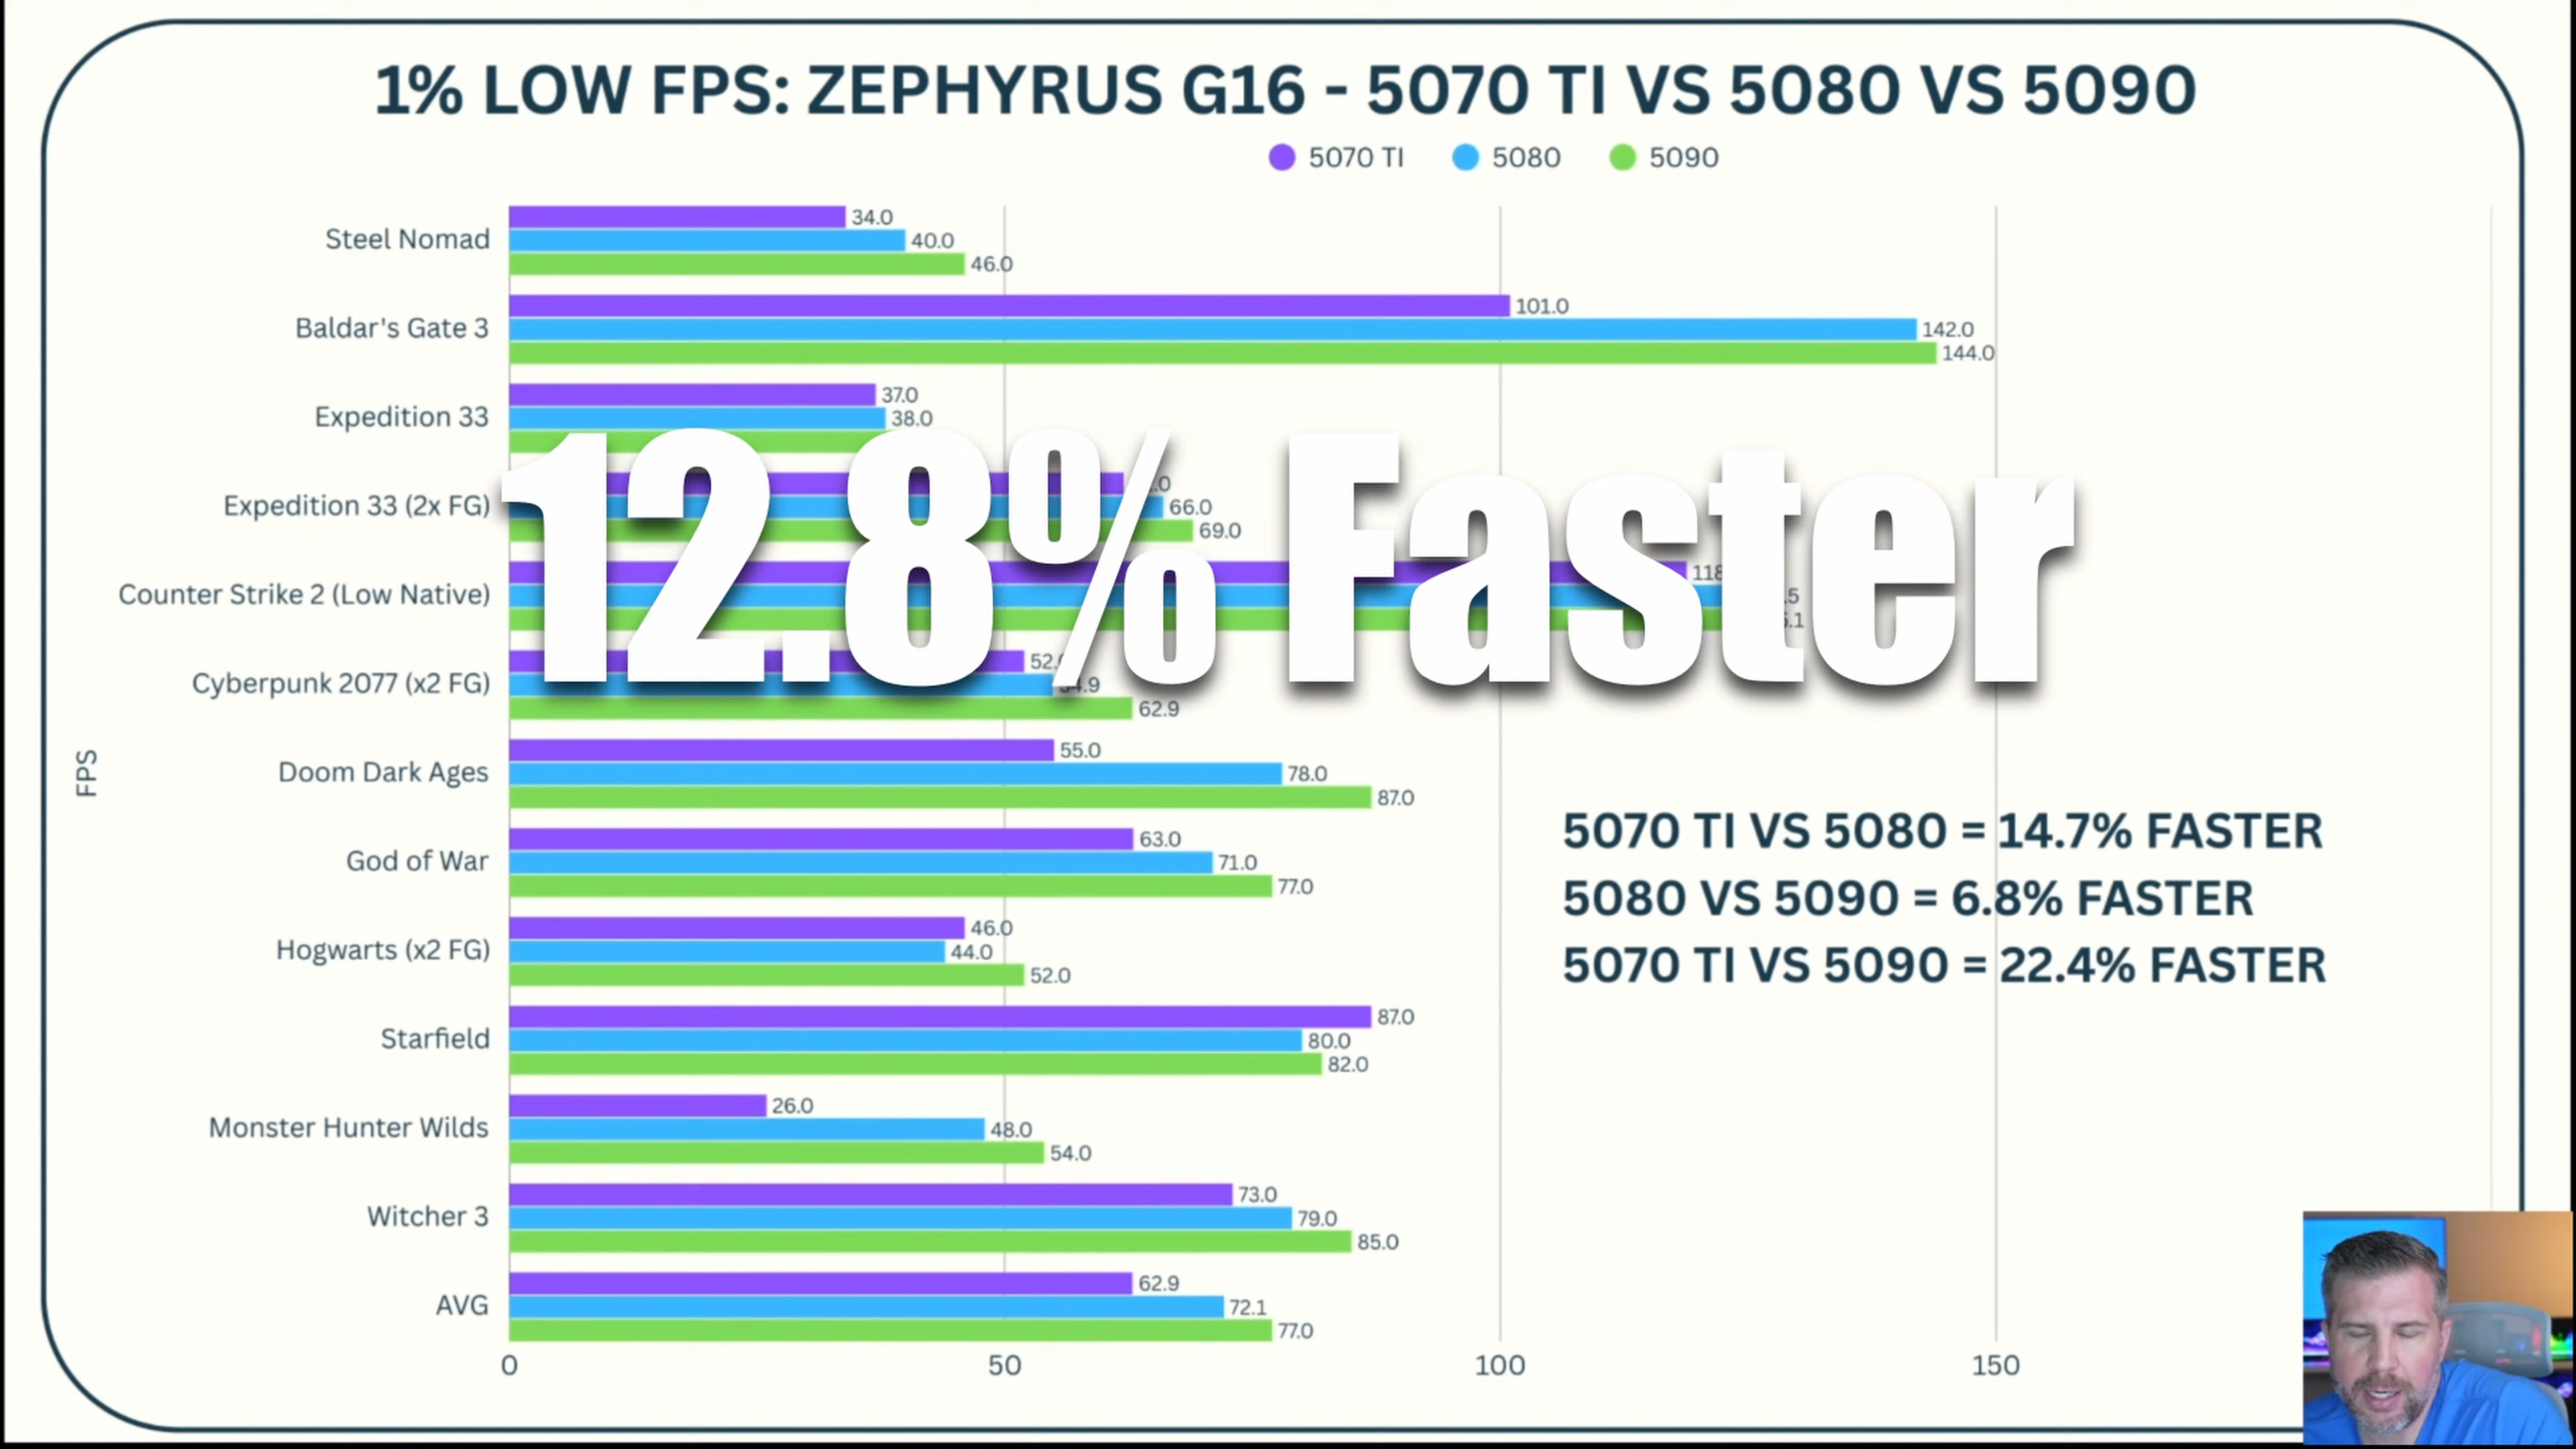 1% LOW FPS: ZEPHYRUS G16 - 5070 TI VS 5080 VS 5090
5070 TI 5080 5090
Steel Nomad
34.0
40.0
46.0
Baldar's Gate 3
101.0
142.0
144.0
Expedition 33
37.0
38.0
12.8% Faster
Expedition 33 (2x FG)
66.0
69.0
Counter Strike 2 (Low Native)
Cyberpunk 2077 (x2 FG)
62.9
FPS
Doom Dark Ages
55.0
78.0
87.0
God of War
63.0
71.0
77.0
Hogwarts (x2 FG)
46.0
44.0
52.0
Starfield
87.0
80.0
82.0
Monster Hunter Wilds
26.0
48.0
54.0
Witcher 3
73.0
79.0
85.0
AVG
62.9
72.1
77.0
0 50 100 150
5070 TI VS 5080 = 14.7% FASTER
5080 VS 5090 = 6.8% FASTER
5070 TI VS 5090 = 22.4% FASTER